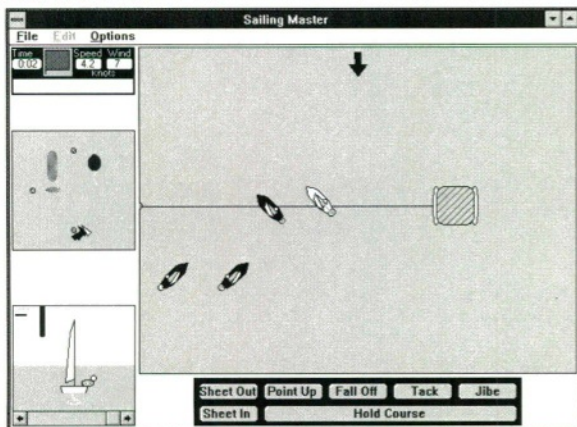 Sailing Master
File Edit Options
Time Speed Wind
0:02 4.2 7
Knots
Sheet Out Point Up Fall Off Tack Jibe
Sheet In Hold Course